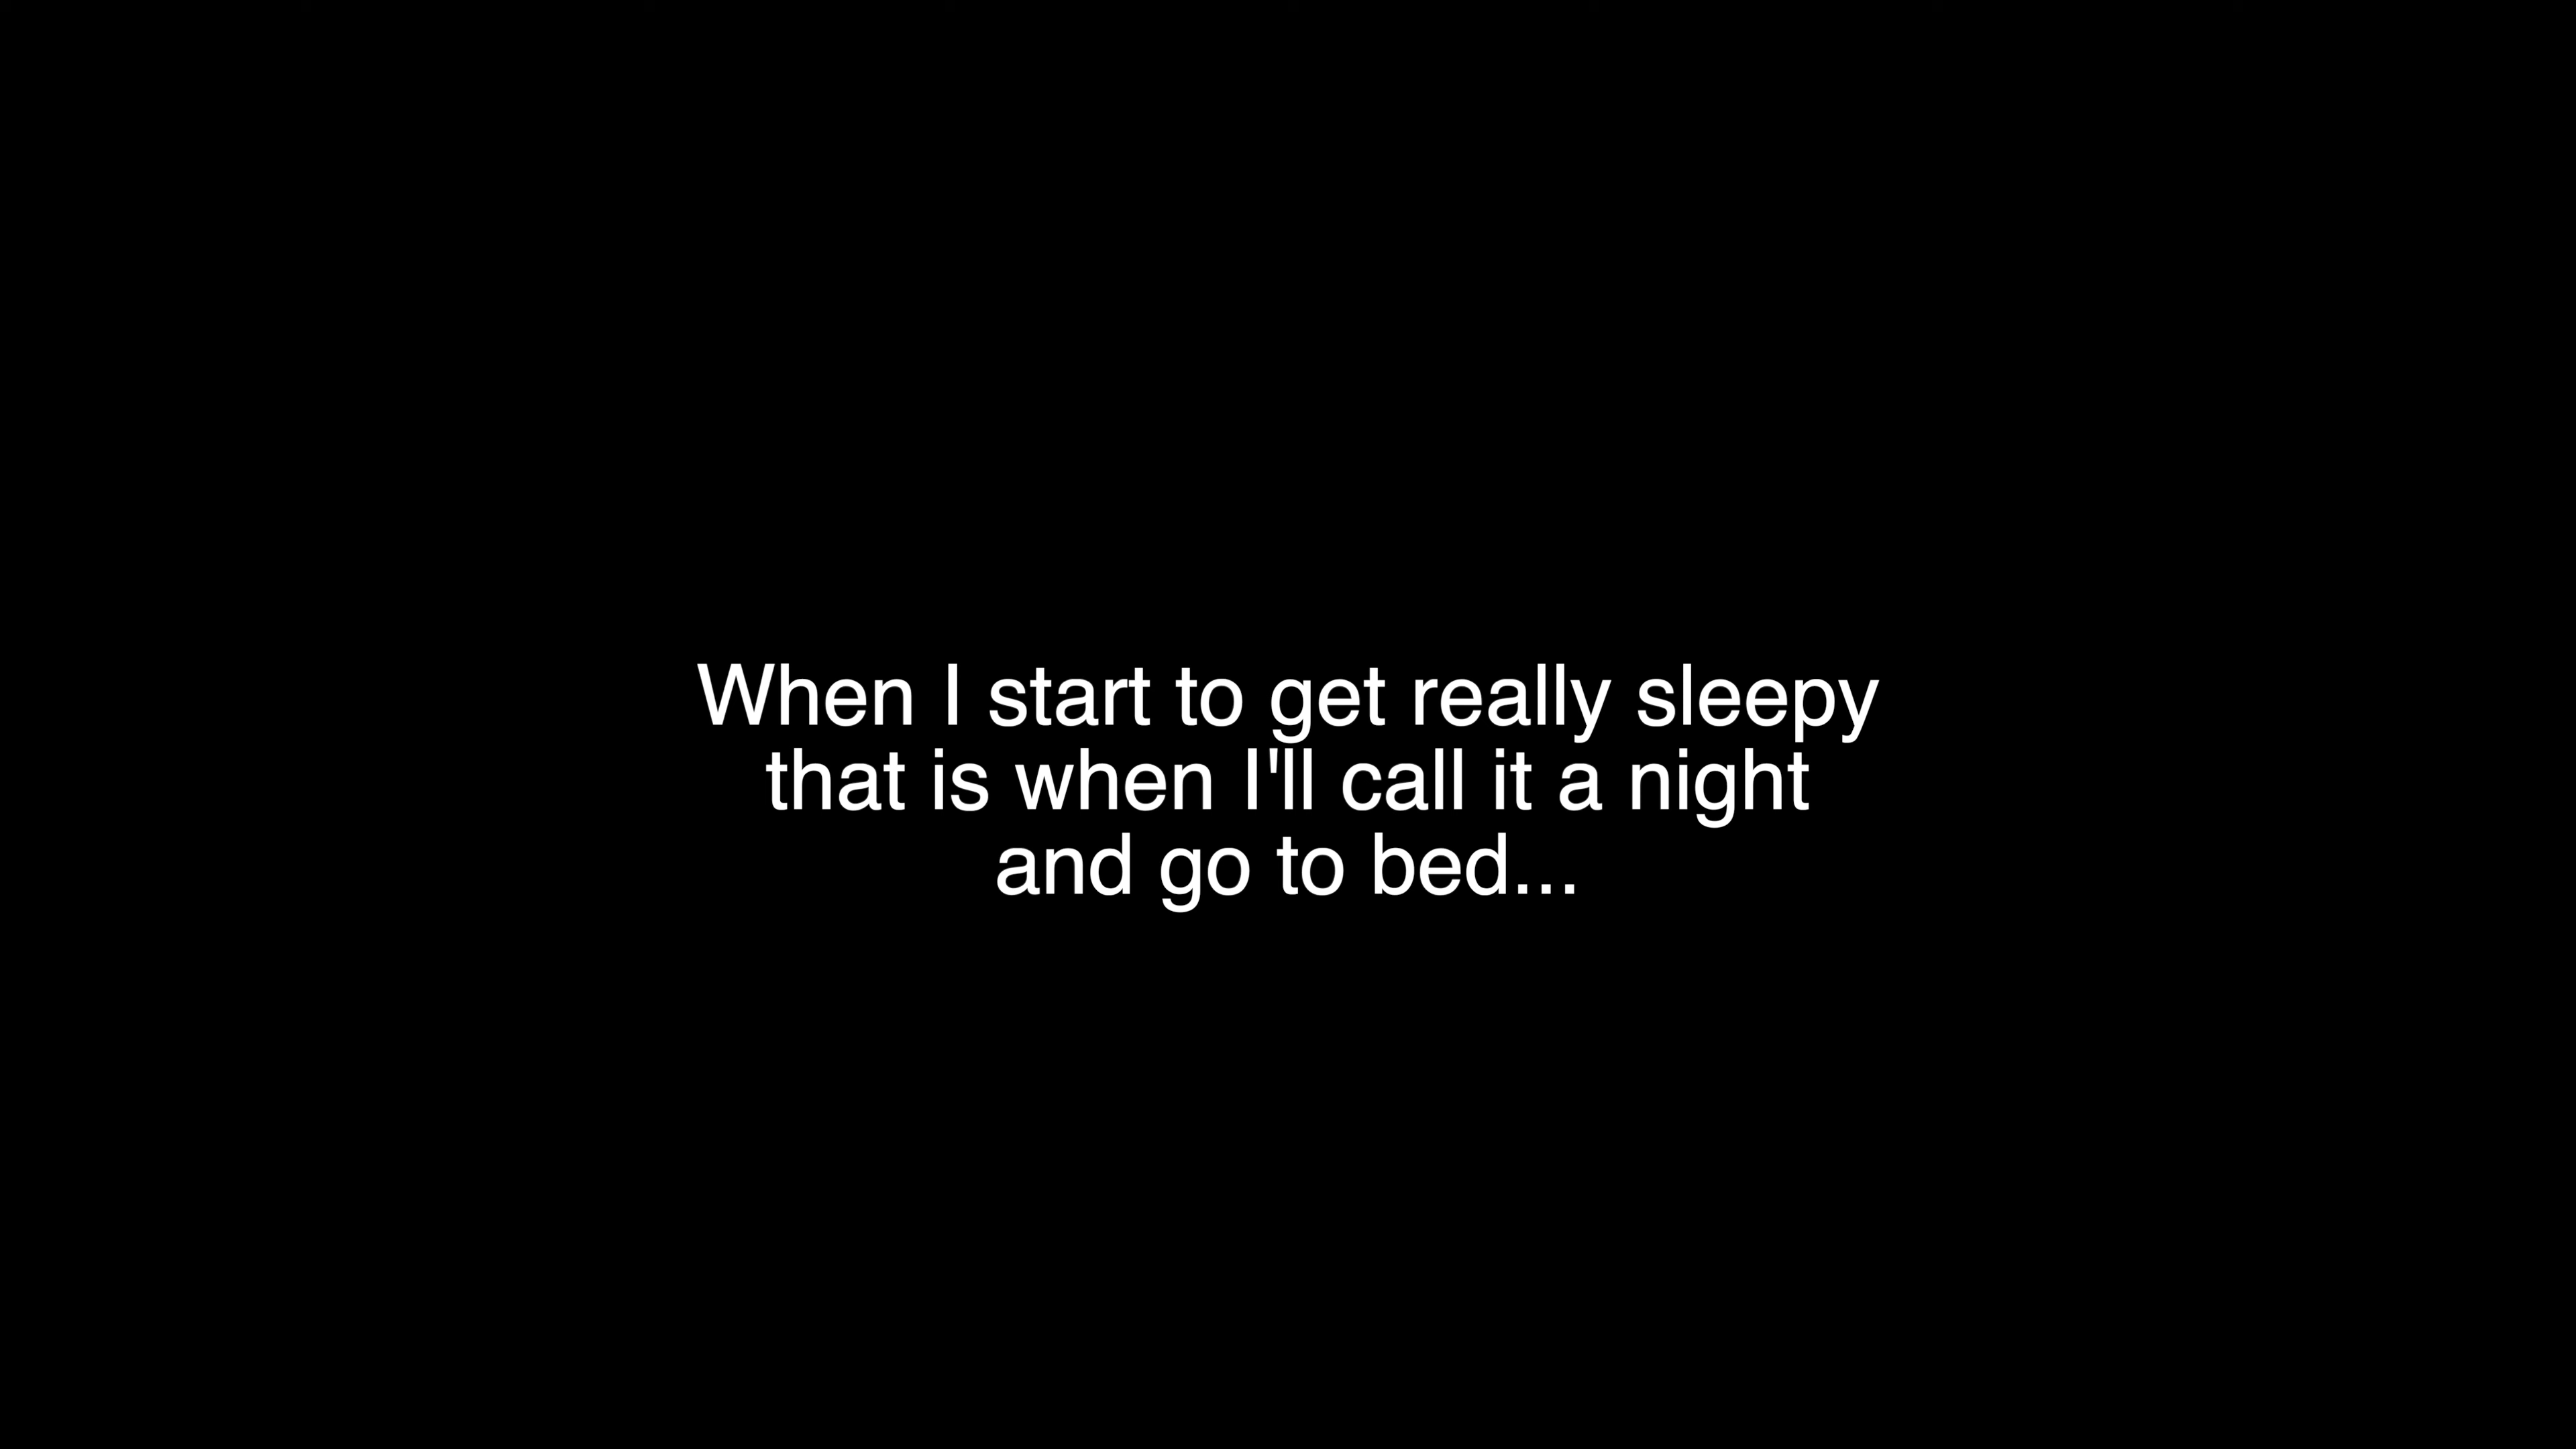 When I start to get really sleepy
that is when I'll call it a night
and go to bed...